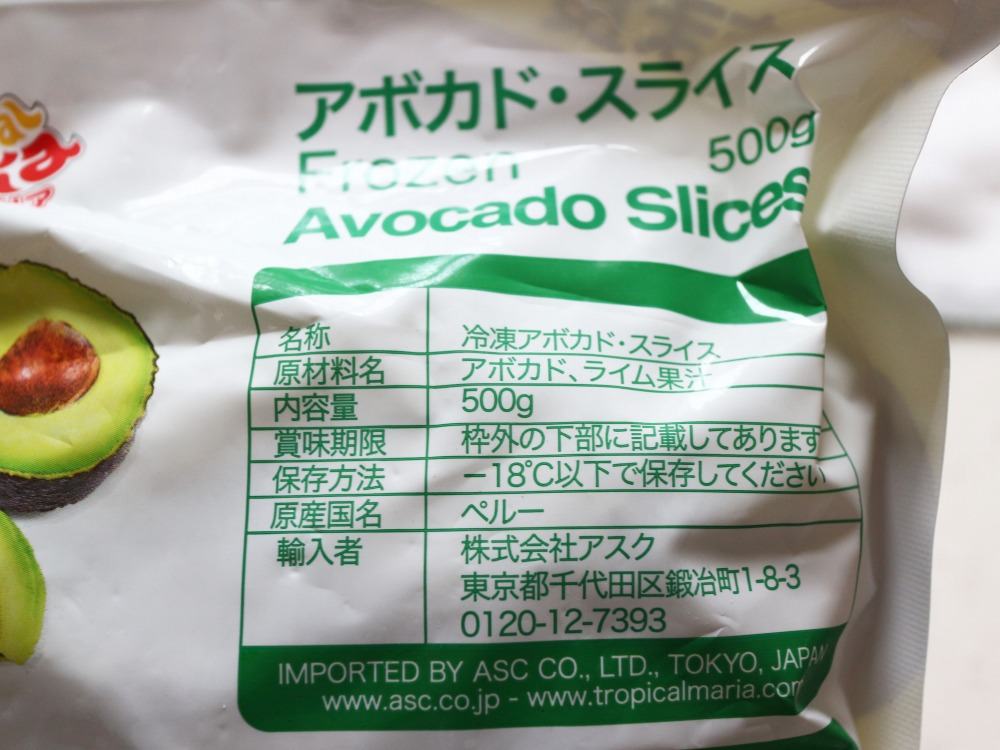 アボカド・スライス
500g
Frozen
Avocado Slices
名称 冷凍アボカド・スライス
原材料名 アボカド、ライム果汁
内容量 500g
賞味期限 枠外の下部に記載してあります
保存方法 −18℃以下で保存してください
原産国名 ペルー
輸入者 株式会社アスク
東京都千代田区鍛冶町1-8-3
0120-12-7393
IMPORTED BY ASC CO., LTD., TOKYO, JAPAN
www.asc.co.jp - www.tropicalmaria.com